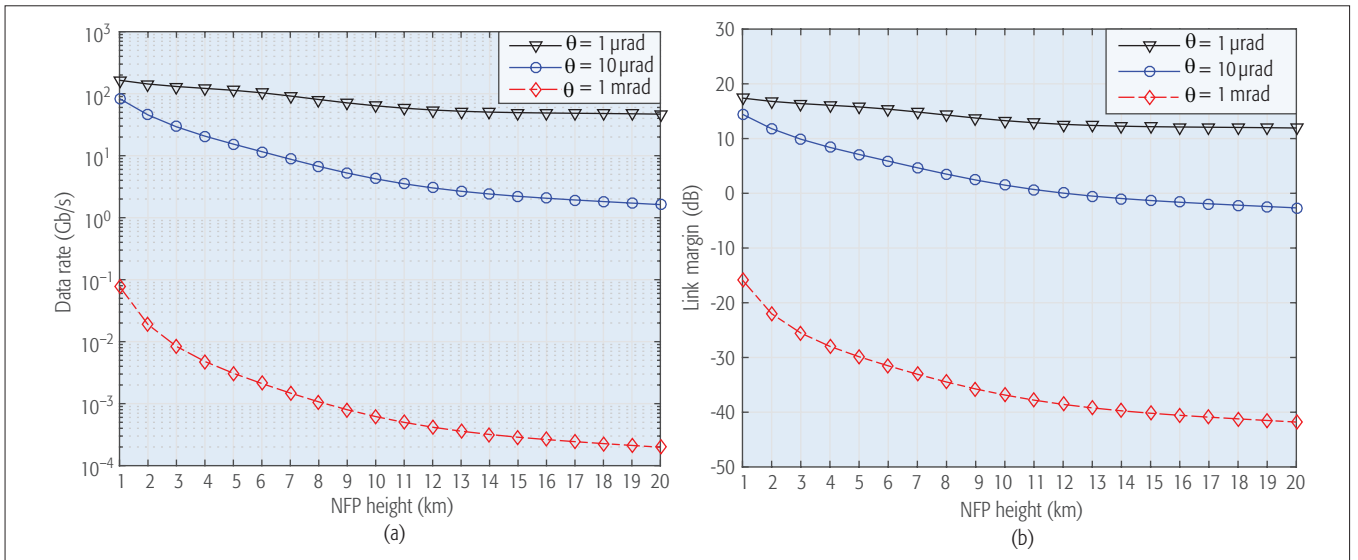 10³
10²
10¹
10⁰
10⁻¹
10⁻²
10⁻³
10⁻⁴
Data rate (Gb/s)
θ = 1 µrad
θ = 10 µrad
θ = 1 mrad
1 2 3 4 5 6 7 8 9 10 11 12 13 14 15 16 17 18 19 20
NFP height (km)
(a)
30
20
10
0
-10
-20
-30
-40
-50
Link margin (dB)
θ = 1 µrad
θ = 10 µrad
θ = 1 mrad
1 2 3 4 5 6 7 8 9 10 11 12 13 14 15 16 17 18 19 20
NFP height (km)
(b)